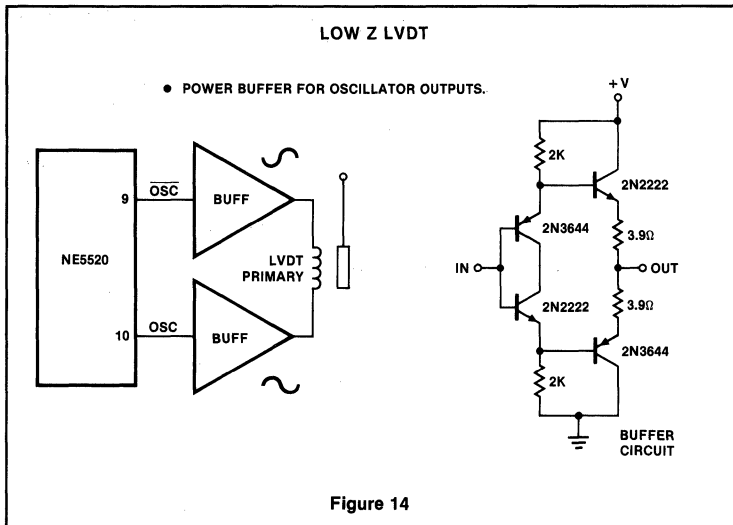 LOW Z LVDT
● POWER BUFFER FOR OSCILLATOR OUTPUTS.
NE5520
9
OSC
BUFF
LVDT
PRIMARY
10
OSC
BUFF
+V
2K
2N2222
2N3644
3.9Ω
IN
OUT
2N2222
3.9Ω
2N3644
2K
BUFFER
CIRCUIT
Figure 14